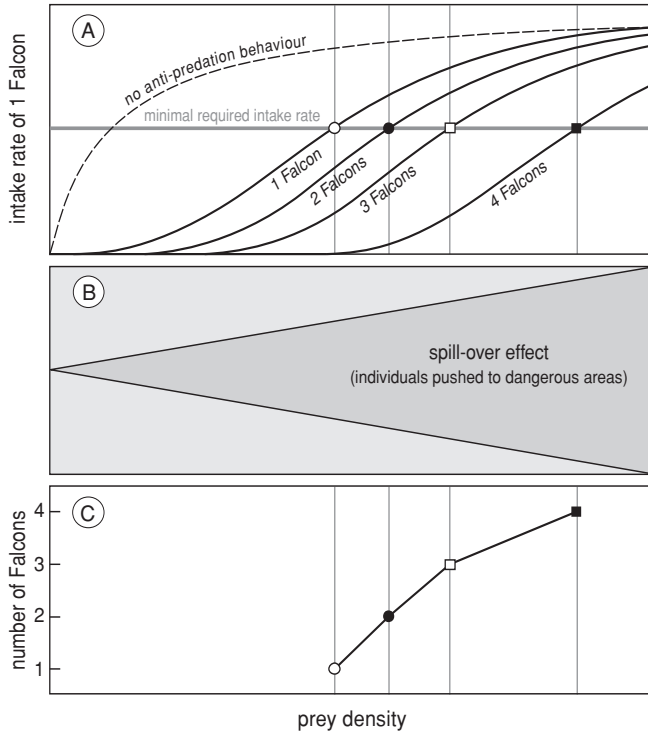 A
no anti-predation behaviour
minimal required intake rate
1 Falcon
2 Falcons
3 Falcons
4 Falcons
intake rate of 1 Falcon
B
spill-over effect
(individuals pushed to dangerous areas)
C
4
3
2
1
number of Falcons
prey density